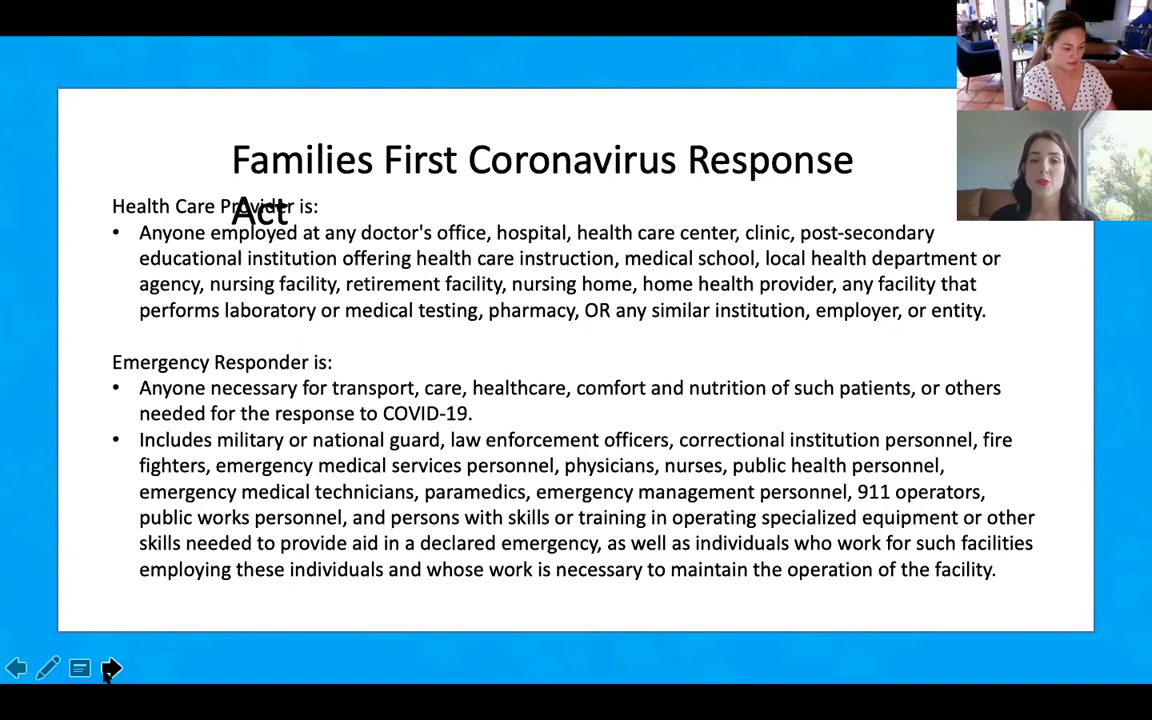 Families First Coronavirus Response
Act
Health Care Provider is:
• Anyone employed at any doctor's office, hospital, health care center, clinic, post-secondary
educational institution offering health care instruction, medical school, local health department or
agency, nursing facility, retirement facility, nursing home, home health provider, any facility that
performs laboratory or medical testing, pharmacy, OR any similar institution, employer, or entity.
Emergency Responder is:
• Anyone necessary for transport, care, healthcare, comfort and nutrition of such patients, or others
needed for the response to COVID-19.
• Includes military or national guard, law enforcement officers, correctional institution personnel, fire
fighters, emergency medical services personnel, physicians, nurses, public health personnel,
emergency medical technicians, paramedics, emergency management personnel, 911 operators,
public works personnel, and persons with skills or training in operating specialized equipment or other
skills needed to provide aid in a declared emergency, as well as individuals who work for such facilities
employing these individuals and whose work is necessary to maintain the operation of the facility.